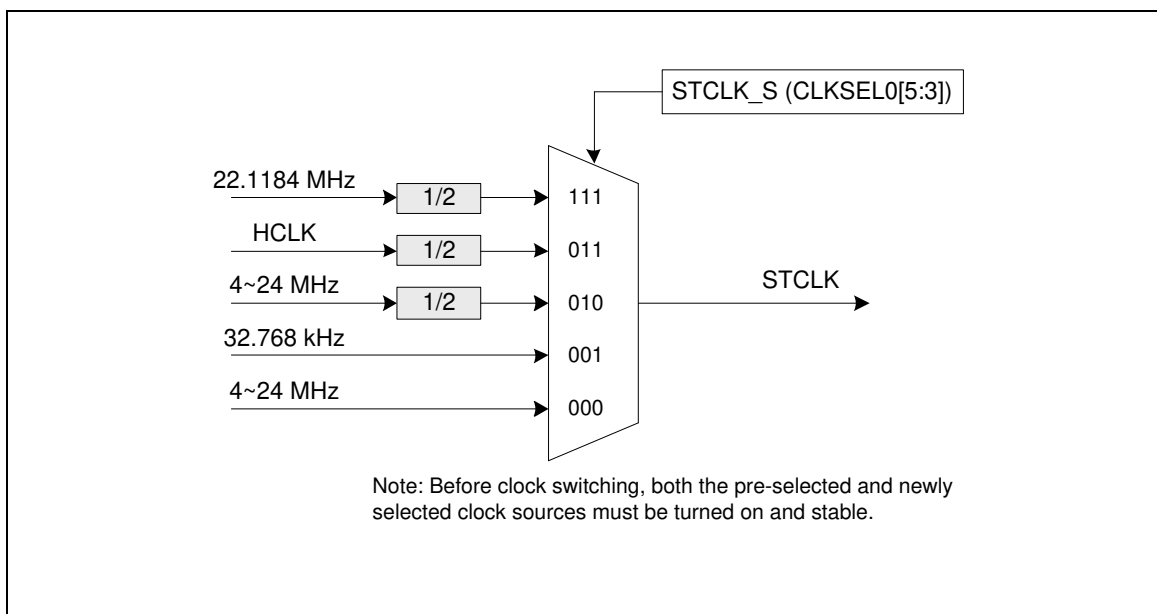 STCLK_S (CLKSEL0[5:3])
22.1184 MHz
1/2
111
HCLK
1/2
011
4~24 MHz
1/2
010
STCLK
32.768 kHz
001
4~24 MHz
000
Note: Before clock switching, both the pre-selected and newly
selected clock sources must be turned on and stable.